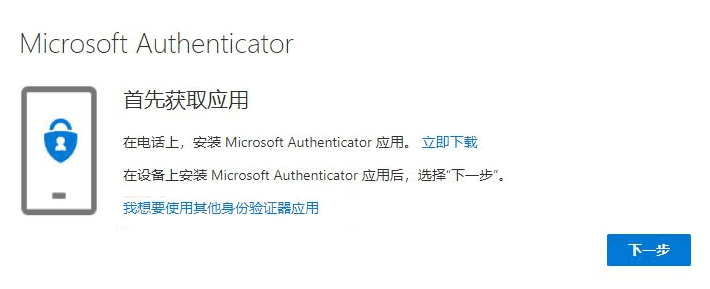 Microsoft Authenticator
首先获取应用
在电话上，安装 Microsoft Authenticator 应用。 立即下载
在设备上安装 Microsoft Authenticator 应用后，选择“下一步”。
我想要使用其他身份验证器应用
下一步